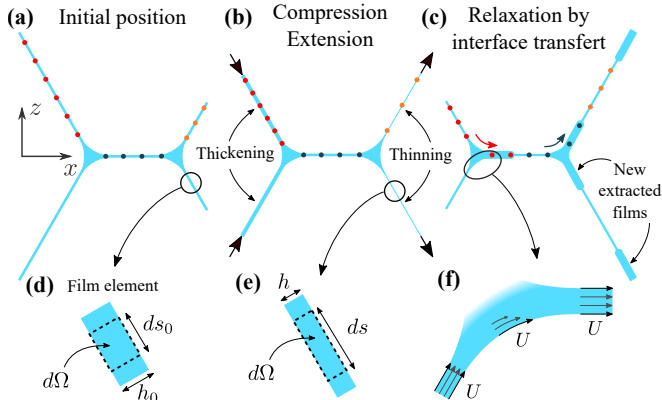 (a) Initial position
(b) Compression
Extension
(c) Relaxation by
interface transfert
z
x
Thickening
Thinning
New
extracted
films
(d) Film element
ds₀
dΩ
h₀
(e)
h
ds
dΩ
(f)
U
U
U